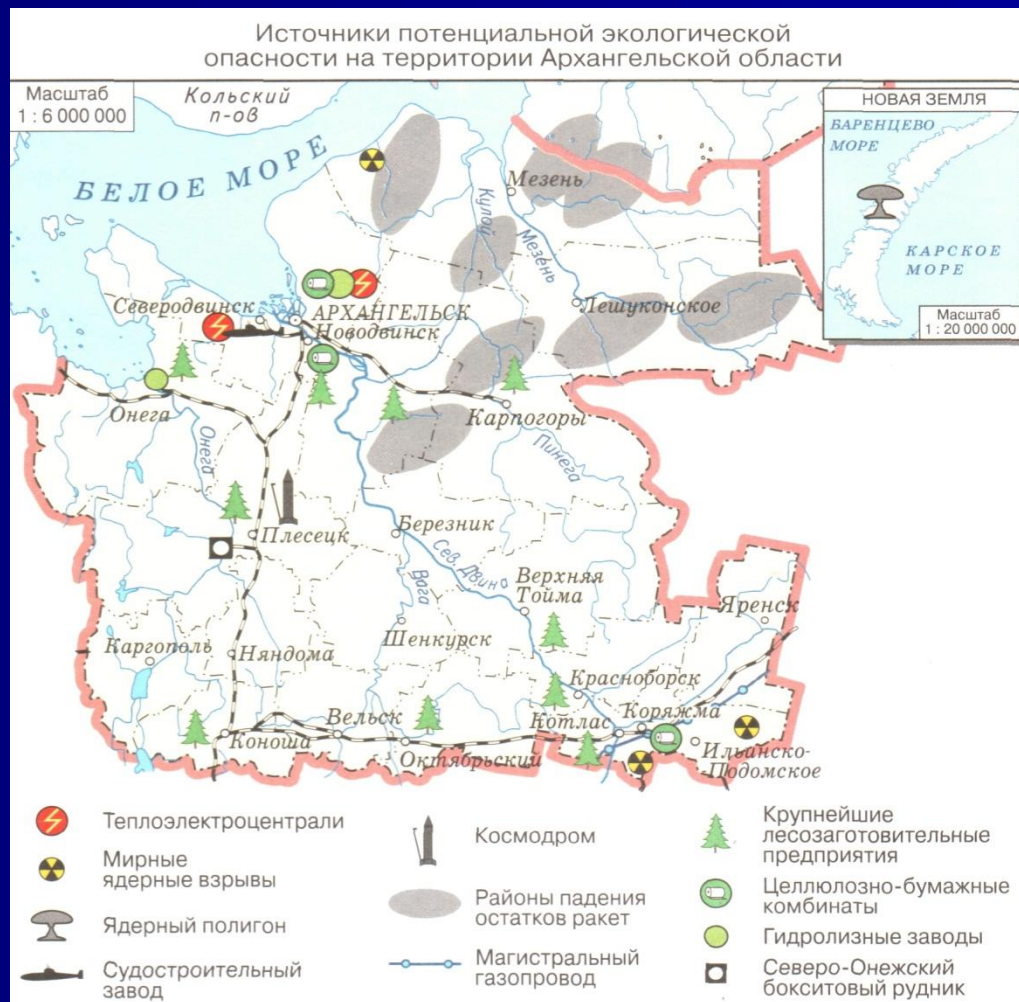 Источники потенциальной экологической
опасности на территории Архангельской области
Масштаб
1 : 6 000 000
Кольский
п-ов
НОВАЯ ЗЕМЛЯ
БАРЕНЦЕВО
МОРЕ
КАРСКОЕ
МОРЕ
Масштаб
1 : 20 000 000
БЕЛОЕ МОРЕ
Мезень
Кулой
Мезень
Лешуконское
Северодвинск
АРХАНГЕЛЬСК
Новодвинск
Онега
Онега
Карпогоры
Пинега
Плесецк
Березник
Сев. Двина
Вага
Верхняя
Тойма
Шенкурск
Яренск
Каргополь
Няндома
Красноборск
Вельск
Котлас
Коряжма
Коноша
Октябрьский
Ильинско-
Подомское
Теплоэлектроцентрали
Мирные
ядерные взрывы
Ядерный полигон
Судостроительный
завод
Космодром
Районы падения
остатков ракет
Магистральный
газопровод
Крупнейшие
лесозаготовительные
предприятия
Целлюлозно-бумажные
комбинаты
Гидролизные заводы
Северо-Онежский
бокситовый рудник